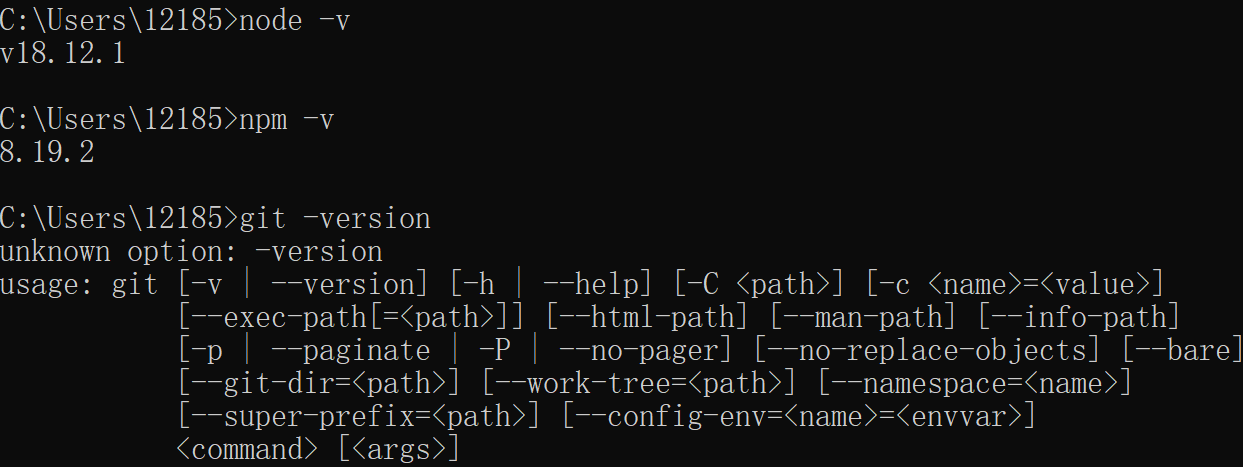 C:\Users\12185>node -v
v18.12.1
C:\Users\12185>npm -v
8.19.2
C:\Users\12185>git -version
unknown option: -version
usage: git [-v | --version] [-h | --help] [-C <path>] [-c <name>=<value>]
[--exec-path[=<path>]] [--html-path] [--man-path] [--info-path]
[-p | --paginate | -P | --no-pager] [--no-replace-objects] [--bare]
[--git-dir=<path>] [--work-tree=<path>] [--namespace=<name>]
[--super-prefix=<path>] [--config-env=<name>=<envvar>]
<command> [<args>]